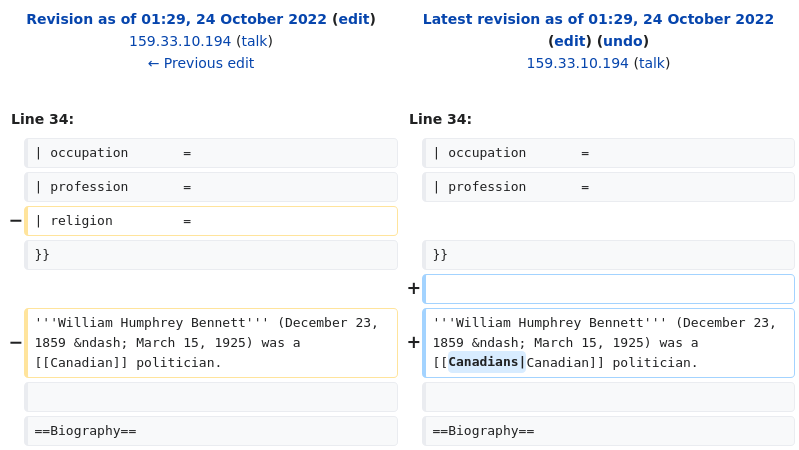 Revision as of 01:29, 24 October 2022 (edit)
159.33.10.194 (talk)
← Previous edit
Latest revision as of 01:29, 24 October 2022
(edit) (undo)
159.33.10.194 (talk)
Line 34:
Line 34:
| occupation       =
| occupation       =
| profession       =
| profession       =
− | religion         =
}}
}}
+
− '''William Humphrey Bennett''' (December 23,
1859 &ndash; March 15, 1925) was a
[[Canadian]] politician.
+ '''William Humphrey Bennett''' (December 23,
1859 &ndash; March 15, 1925) was a
[[Canadians|Canadian]] politician.
==Biography==
==Biography==